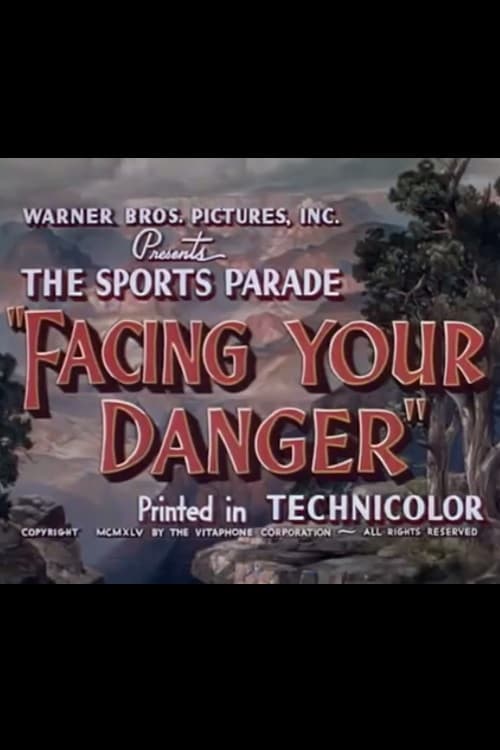 WARNER BROS. PICTURES, INC.
Presents
THE SPORTS PARADE
"FACING YOUR
DANGER"
Printed in TECHNICOLOR
COPYRIGHT MCMXLV BY THE VITAPHONE CORPORATION — ALL RIGHTS RESERVED